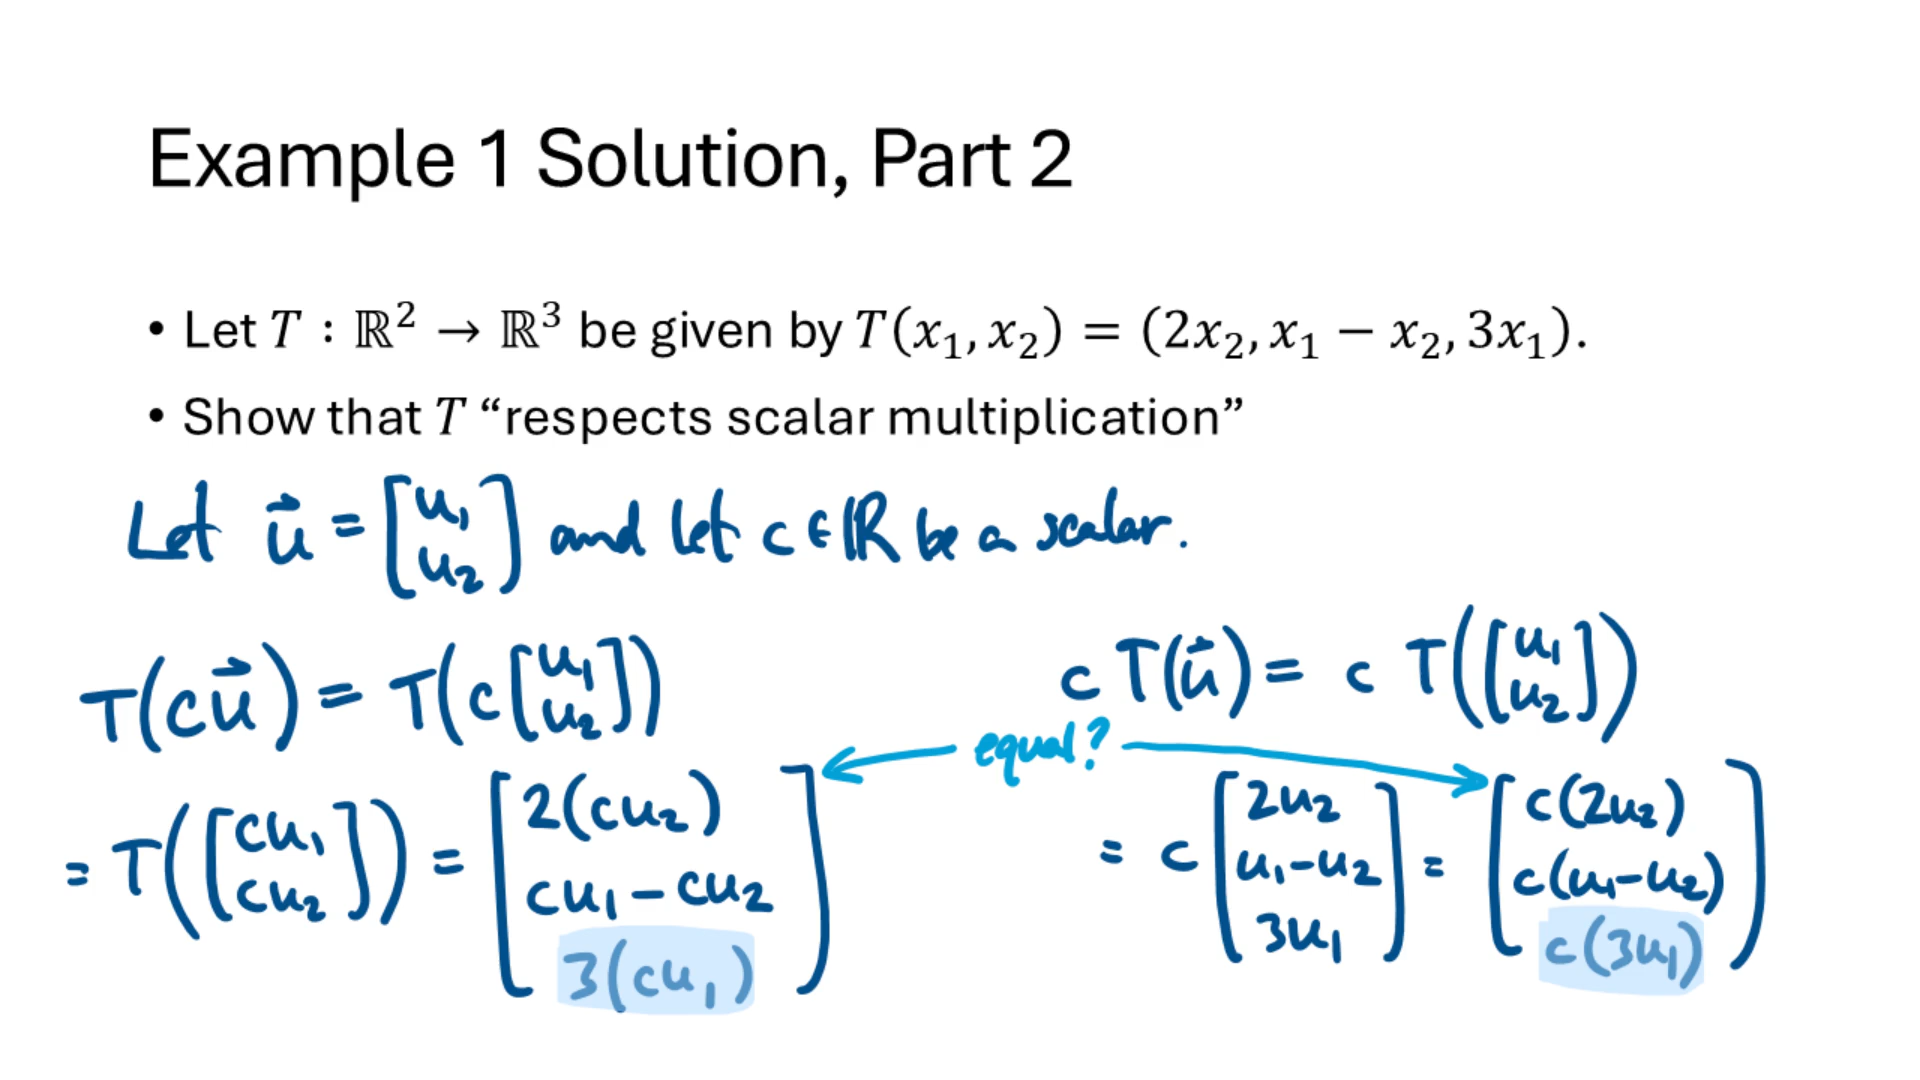 Example 1 Solution, Part 2
• Let T : ℝ² → ℝ³ be given by T(x₁, x₂) = (2x₂, x₁ − x₂, 3x₁).
• Show that T “respects scalar multiplication”
Let u⃗ = [u₁ u₂] and let c ∈ ℝ be a scalar.
T(cu⃗) = T(c[u₁ u₂])
c T(u⃗) = c T([u₁ u₂])
equal?
= T([cu₁ cu₂]) = [2(cu₂) cu₁ − cu₂ 3(cu₁)]
= c[2u₂ u₁ − u₂ 3u₁] = [c(2u₂) c(u₁ − u₂) c(3u₁)]